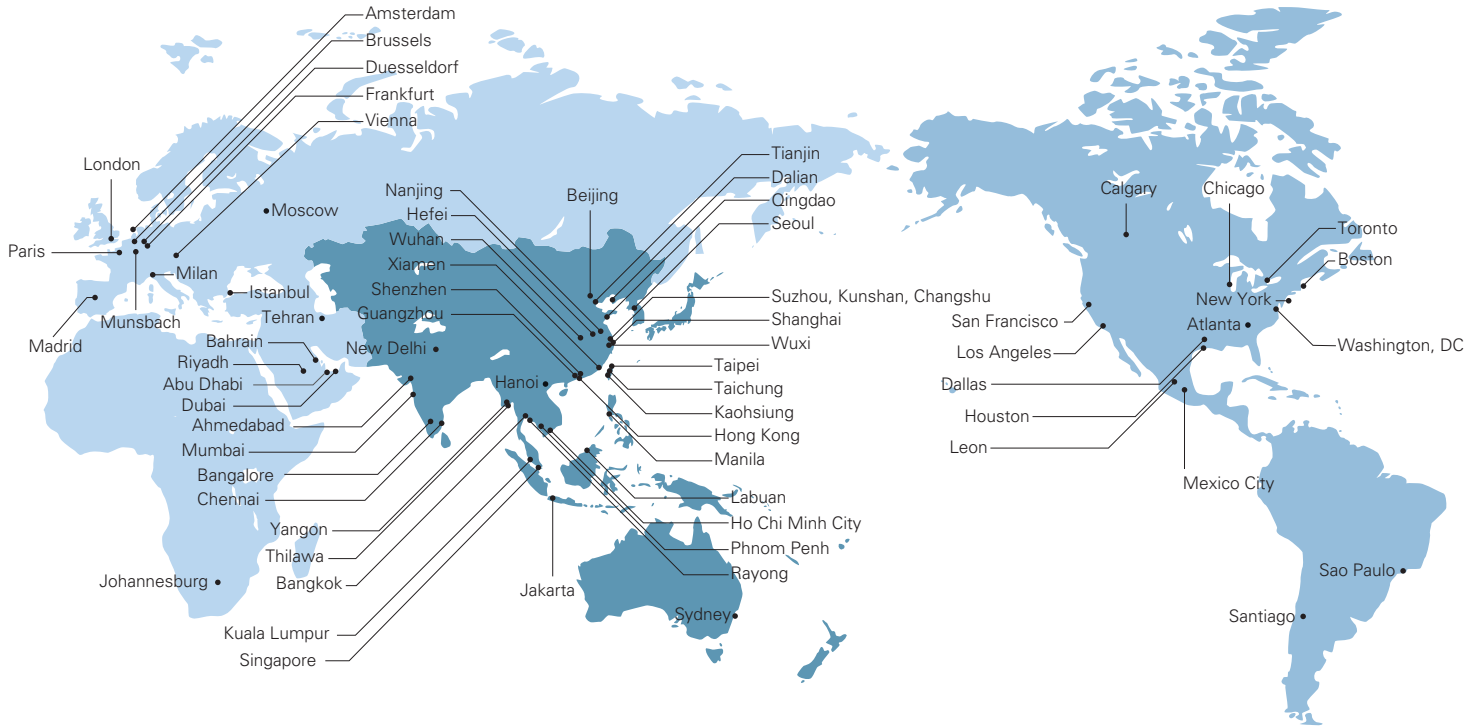 Amsterdam
Brussels
Duesseldorf
Frankfurt
Vienna
London
Moscow
Paris
Milan
Istanbul
Munsbach
Madrid
Tehran
Bahrain
Riyadh
Abu Dhabi
Dubai
Ahmedabad
Mumbai
Bangalore
Chennai
Yangon
Thilawa
Bangkok
Johannesburg
Kuala Lumpur
Singapore
Nanjing
Hefei
Wuhan
Xiamen
Shenzhen
Guangzhou
New Delhi
Hanoi
Beijing
Tianjin
Dalian
Qingdao
Seoul
Suzhou, Kunshan, Changshu
Shanghai
Wuxi
Taipei
Taichung
Kaohsiung
Hong Kong
Manila
Labuan
Ho Chi Minh City
Phnom Penh
Rayong
Jakarta
Sydney
Calgary
Chicago
Toronto
Boston
New York
San Francisco
Atlanta
Los Angeles
Washington, DC
Dallas
Houston
Leon
Mexico City
Sao Paulo
Santiago